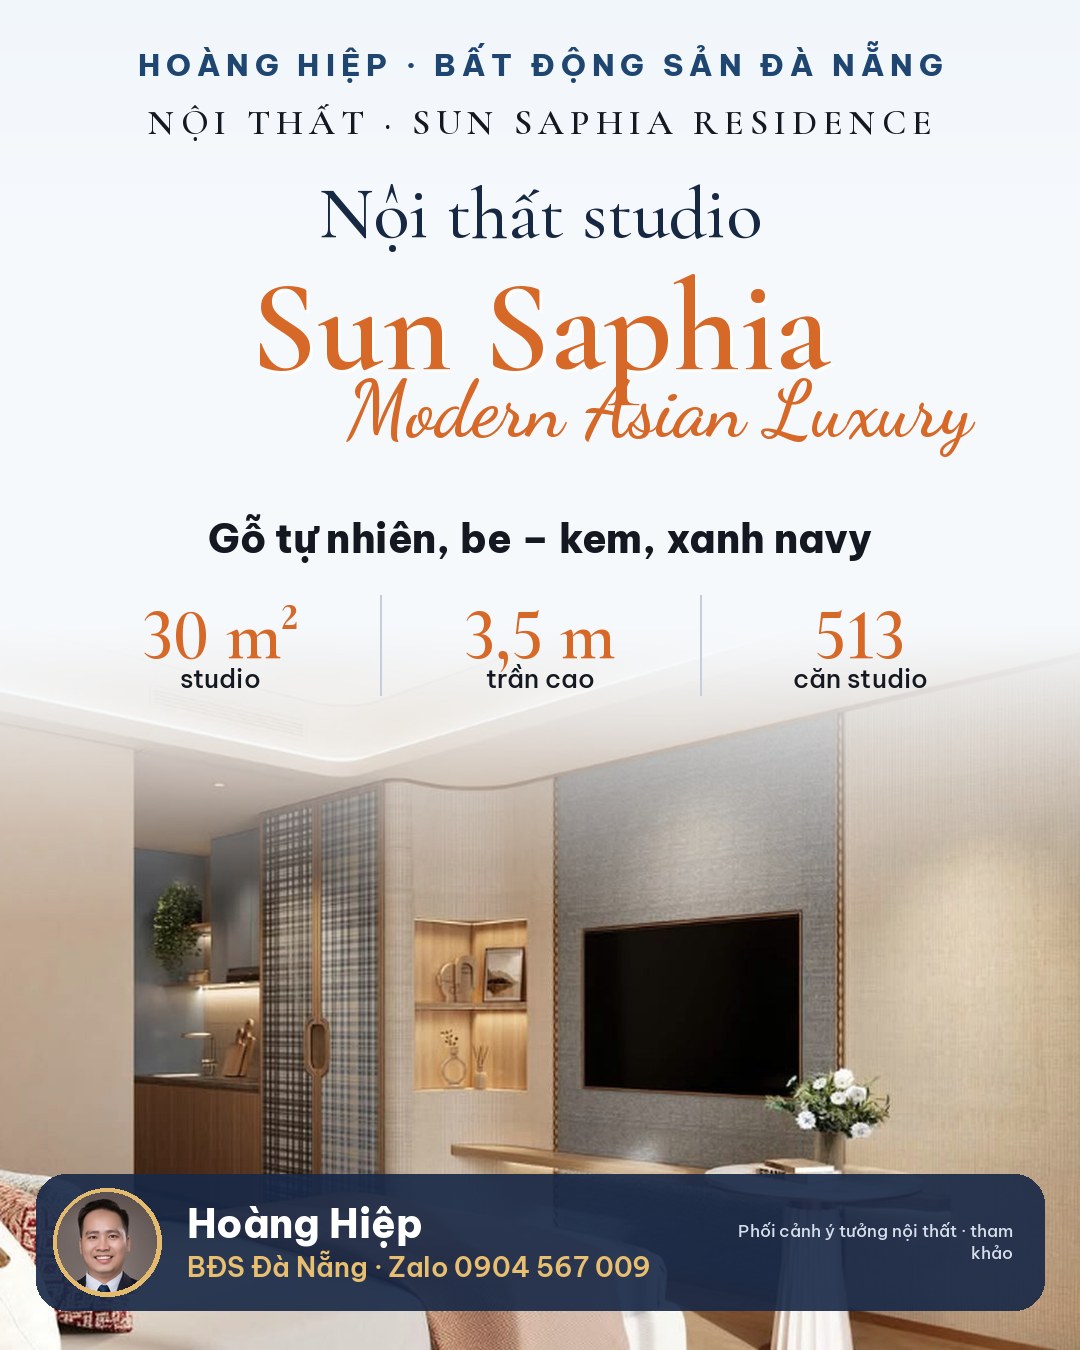 HOÀNG HIỆP · BẤT ĐỘNG SẢN ĐÀ NẴNG
NỘI THẤT · SUN SAPHIA RESIDENCE
Nội thất studio
Sun Saphia
Modern Asian Luxury
Gỗ tự nhiên, be – kem, xanh navy
30 m²
studio
3,5 m
trần cao
513
căn studio
Hoàng Hiệp
BĐS Đà Nẵng · Zalo 0904 567 009
Phối cảnh ý tưởng nội thất · tham
khảo